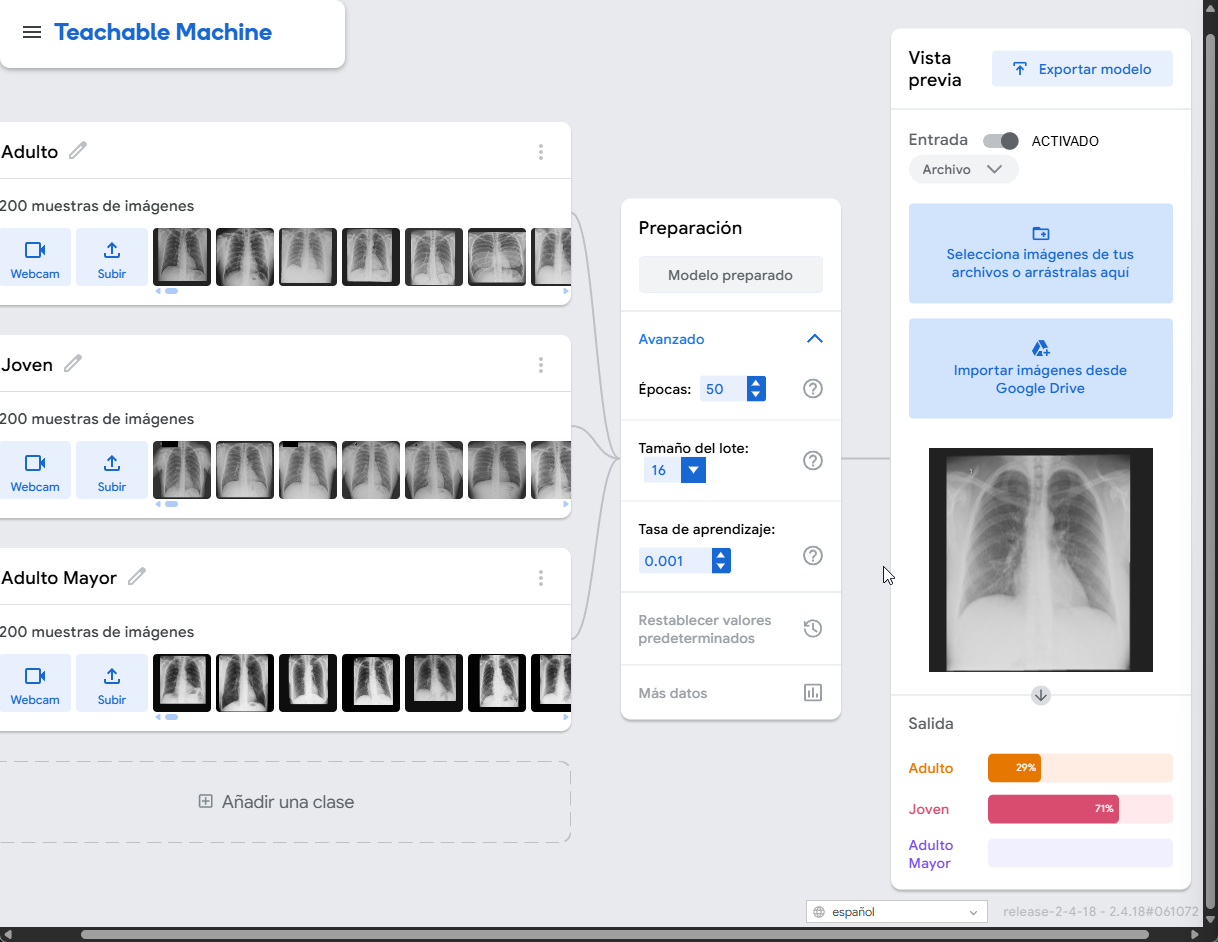 Teachable Machine
Adulto
200 muestras de imágenes
Webcam
Subir
Joven
200 muestras de imágenes
Webcam
Subir
Adulto Mayor
200 muestras de imágenes
Webcam
Subir
Añadir una clase
Preparación
Modelo preparado
Avanzado
Épocas: 50
Tamaño del lote:
16
Tasa de aprendizaje:
0.001
Restablecer valores
predeterminados
Más datos
Vista
previa
Exportar modelo
Entrada
ACTIVADO
Archivo
Selecciona imágenes de tus
archivos o arrástralas aquí
Importar imágenes desde
Google Drive
Salida
Adulto
29%
Joven
71%
Adulto
Mayor
español
release-2-4-18 - 2.4.18#061072